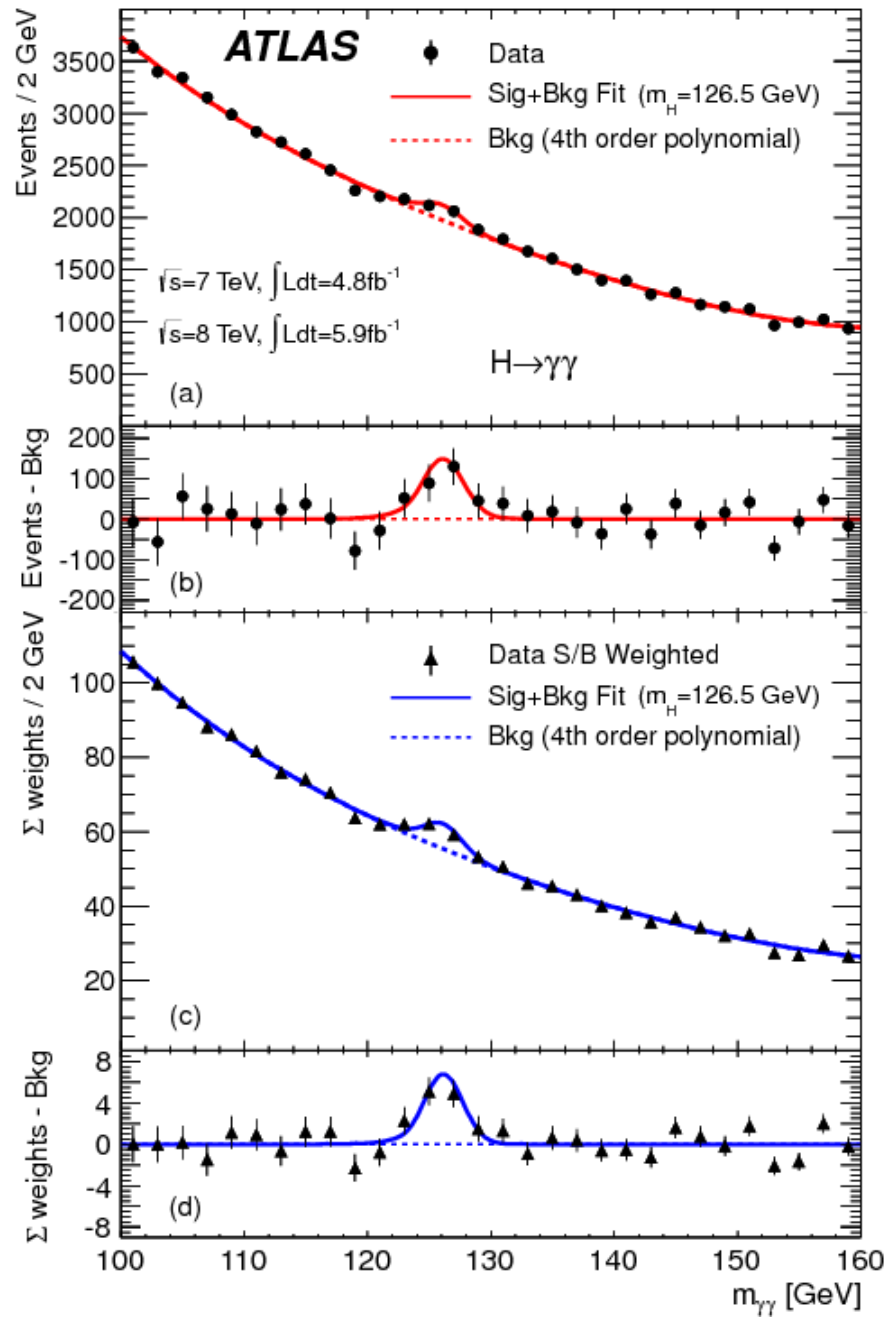 ATLAS
Data
Sig+Bkg Fit (m_H=126.5 GeV)
Bkg (4th order polynomial)
Events / 2 GeV
3500
3000
2500
2000
1500
1000
500
√s=7 TeV, ∫Ldt=4.8fb⁻¹
√s=8 TeV, ∫Ldt=5.9fb⁻¹
H→γγ
(a)
Events - Bkg
200
100
0
-100
-200
(b)
Σ weights / 2 GeV
100
80
60
40
20
Data S/B Weighted
Sig+Bkg Fit (m_H=126.5 GeV)
Bkg (4th order polynomial)
(c)
Σ weights - Bkg
8
4
0
-4
-8
(d)
100 110 120 130 140 150 160
m_γγ [GeV]